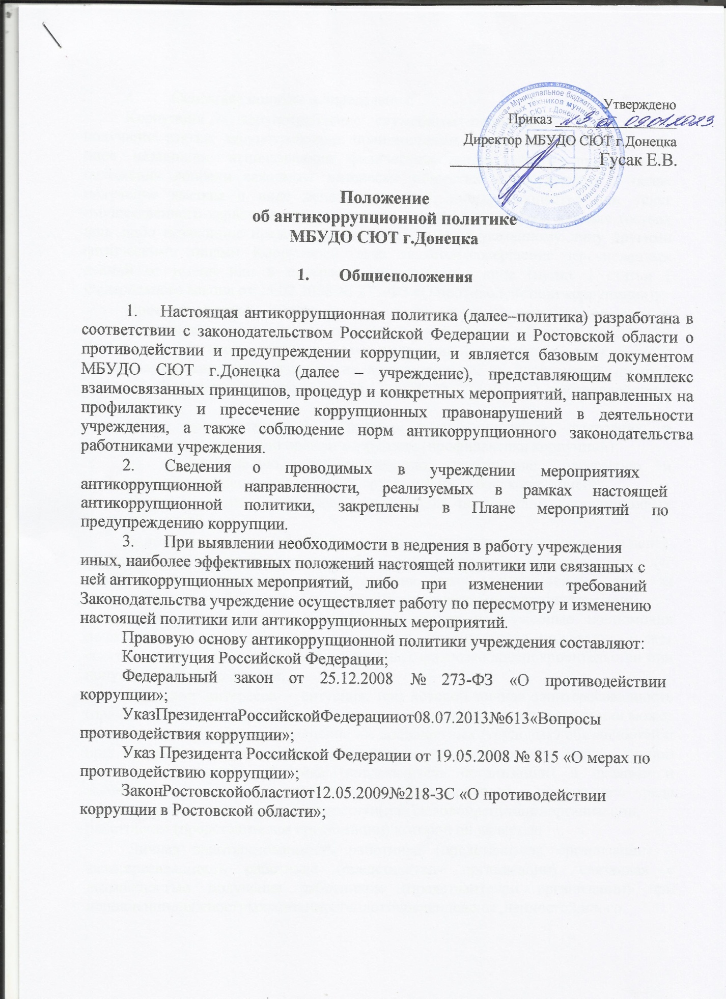 Утверждено
Приказ №3 от 09.01.2023
Директор МБУДО СЮТ г.Донецка
Гусак Е.В.
Положение
об антикоррупционной политике
МБУДО СЮТ г.Донецка
1. Общиеположения
1. Настоящая антикоррупционная политика (далее–политика) разработана в
соответствии с законодательством Российской Федерации и Ростовской области о
противодействии и предупреждении коррупции, и является базовым документом
МБУДО СЮТ г.Донецка (далее – учреждение), представляющим комплекс
взаимосвязанных принципов, процедур и конкретных мероприятий, направленных на
профилактику и пресечение коррупционных правонарушений в деятельности
учреждения, а также соблюдение норм антикоррупционного законодательства
работниками учреждения.
2. Сведения о проводимых в учреждении мероприятиях
антикоррупционной направленности, реализуемых в рамках настоящей
антикоррупционной политики, закреплены в Плане мероприятий по
предупреждению коррупции.
3. При выявлении необходимости в недрения в работу учреждения
иных, наиболее эффективных положений настоящей политики или связанных с
ней антикоррупционных мероприятий, либо при изменении требований
Законодательства учреждение осуществляет работу по пересмотру и изменению
настоящей политики или антикоррупционных мероприятий.
Правовую основу антикоррупционной политики учреждения составляют:
Конституция Российской Федерации;
Федеральный закон от 25.12.2008 № 273-ФЗ «О противодействии
коррупции»;
УказПрезидентаРоссийскойФедерацииот08.07.2013№613«Вопросы
противодействия коррупции»;
Указ Президента Российской Федерации от 19.05.2008 № 815 «О мерах по
противодействию коррупции»;
ЗаконРостовскойобластиот12.05.2009№218-ЗС «О противодействии
коррупции в Ростовской области»;